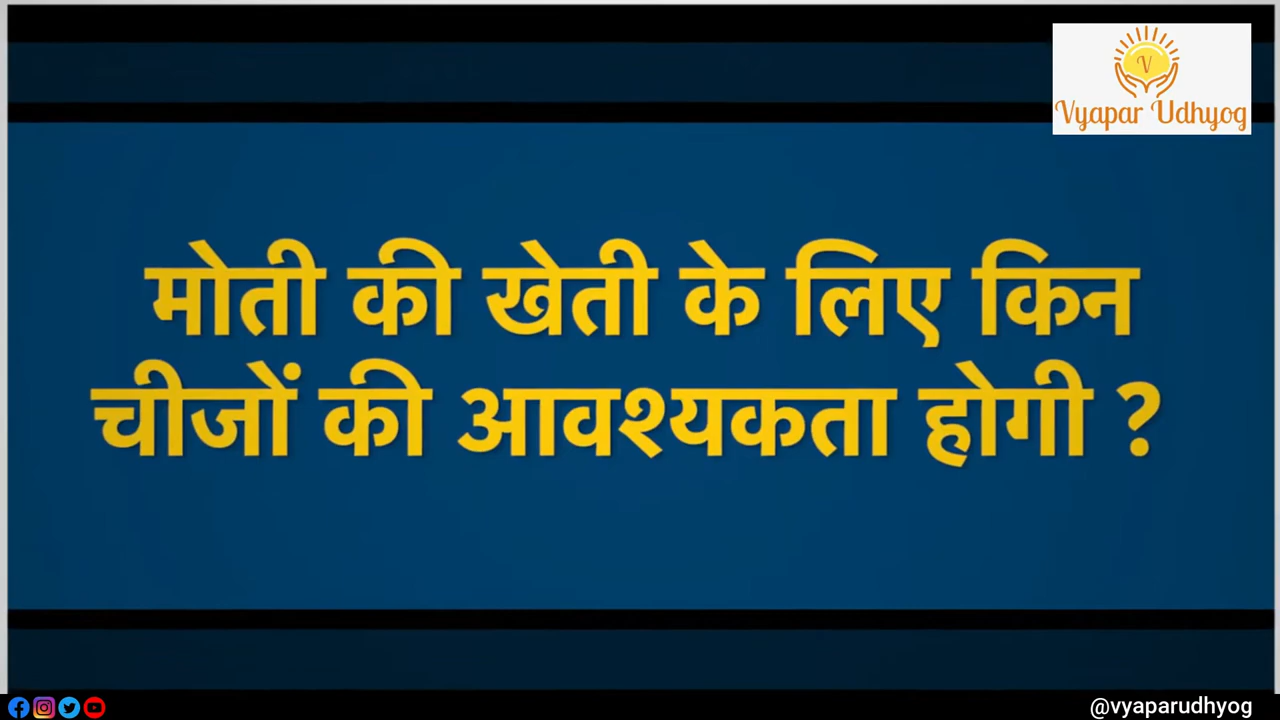 V
Vyapar Udhyog
मोती की खेती के लिए किन
चीजों की आवश्यकता होगी ?
@vyaparudhyog